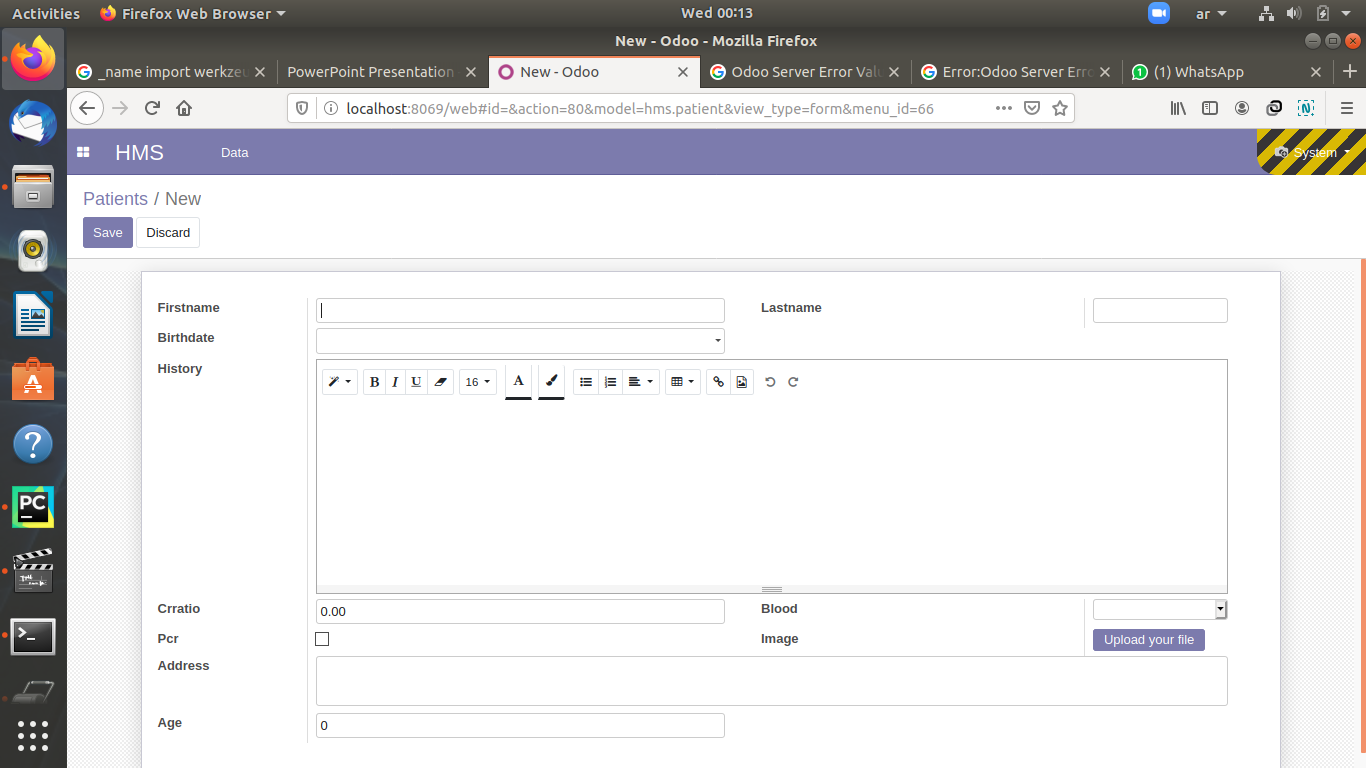 Activities Firefox Web Browser Wed 00:13 ar
New - Odoo - Mozilla Firefox
_name import werkze PowerPoint Presentation New - Odoo Odoo Server Error Val Error:Odoo Server Erro (1) WhatsApp
localhost:8069/web#id=&action=80&model=hms.patient&view_type=form&menu_id=66
HMS Data System
Patients / New
Save Discard
Firstname Lastname
Birthdate
History
B I U 16 A
Crratio 0.00 Blood
Pcr Image Upload your file
Address
Age 0